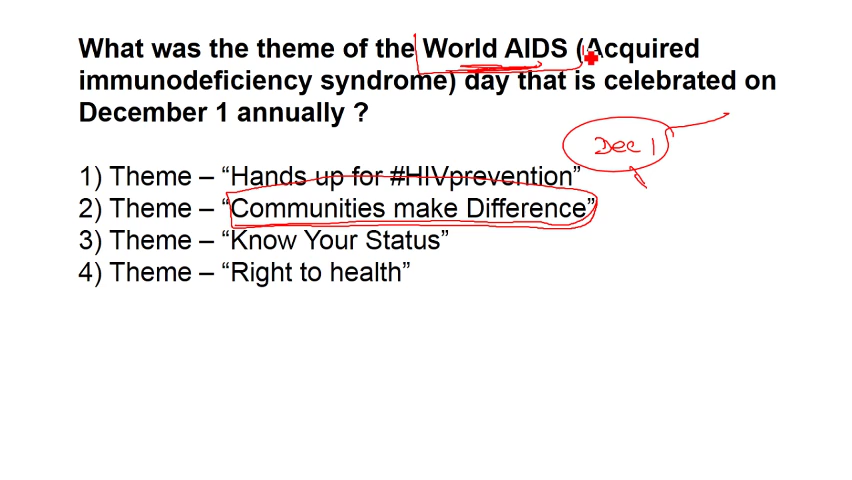 What was the theme of the World AIDS (Acquired
immunodeficiency syndrome) day that is celebrated on
December 1 annually ?
Dec 1
1) Theme – “Hands up for #HIVprevention”
2) Theme – “Communities make Difference”
3) Theme – “Know Your Status”
4) Theme – “Right to health”